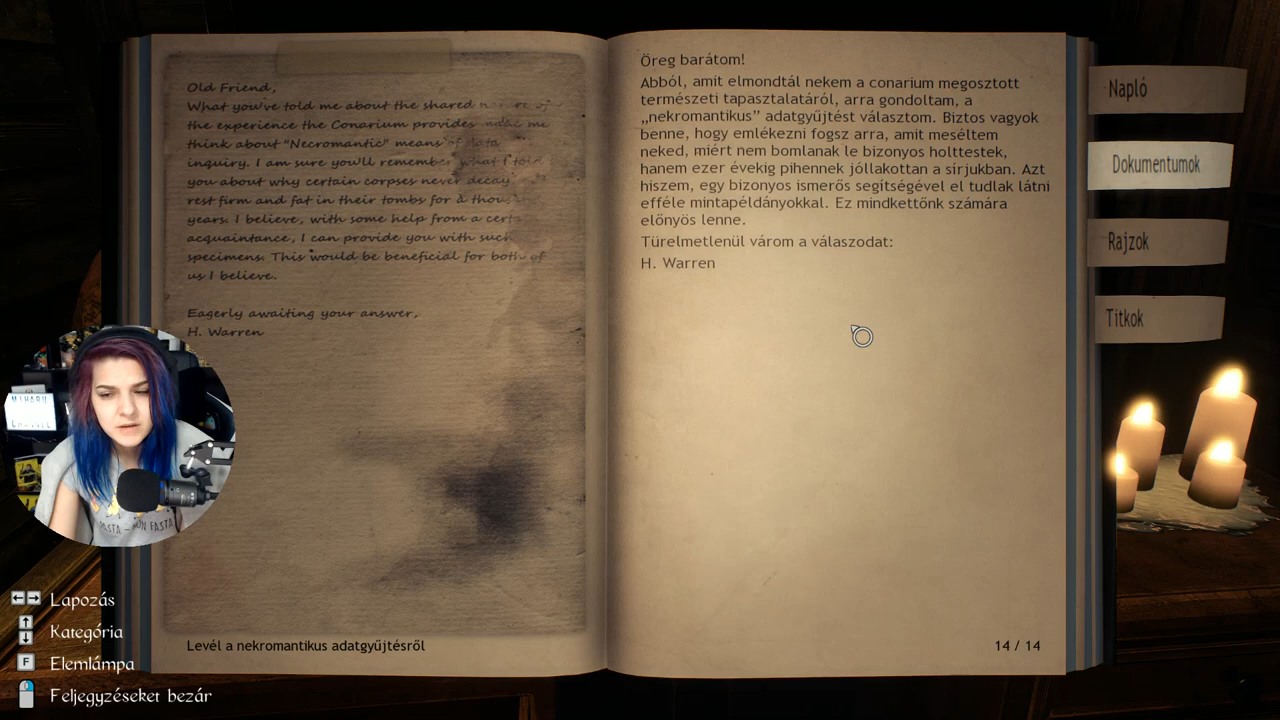 Old Friend,
What you've told me about the shared
the experience the Conarium provides made me
think about "Necromantic" means of data
inquiry. I am sure you'll remember what I told
you about why certain corpses never decay
rest firm and fat in their tombs for a
years. I believe, with some help from a
acquaintance, I can provide you with such
specimens. This would be beneficial for both of
us I believe.
Eagerly awaiting your answer,
H. Warren
Levél a nekromantikus adatgyűjtésről
Öreg barátom!
Abból, amit elmondtál nekem a conarium megosztott
természeti tapasztalatáról, arra gondoltam, a
„nekromantikus” adatgyűjtést választom. Biztos vagyok
benne, hogy emlékezni fogsz arra, amit meséltem
neked, miért nem bomlanak le bizonyos holttestek,
hanem ezer évekig pihennek jóllakottan a sírjukban. Azt
hiszem, egy bizonyos ismerős segítségével el tudlak látni
efféle mintapéldányokkal. Ez mindkettőnk számára
előnyös lenne.
Türelmetlenül várom a válaszodat:
H. Warren
14 / 14
Napló
Dokumentumok
Rajzok
Titkok
Lapozás
Kategória
F Elemlámpa
Feljegyzéseket bezár